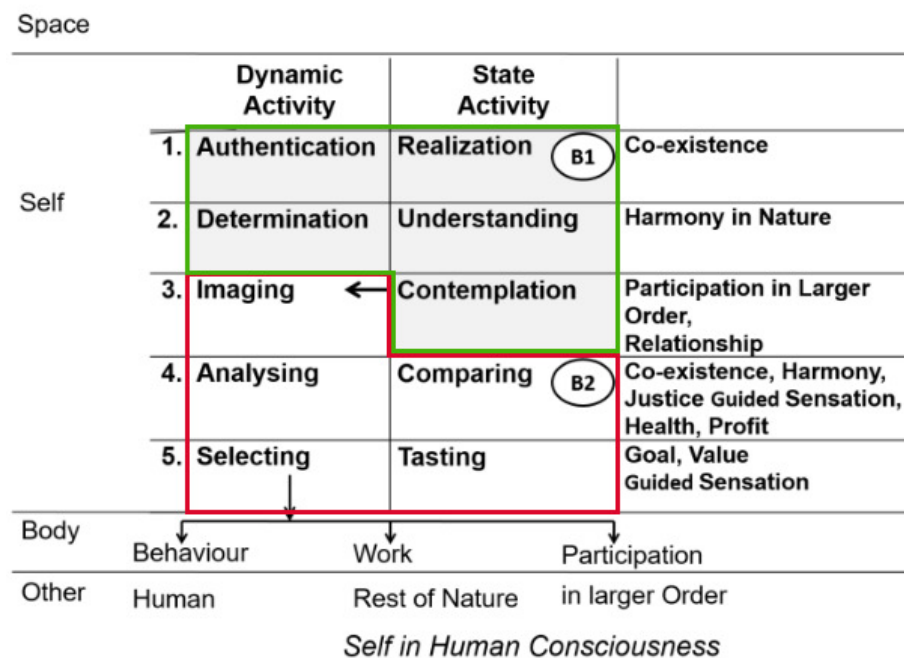 Space
Dynamic Activity State Activity
1. Authentication Realization B1 Co-existence
Self
2. Determination Understanding Harmony in Nature
3. Imaging Contemplation Participation in Larger
Order,
Relationship
4. Analysing Comparing B2 Co-existence, Harmony,
Justice Guided Sensation,
Health, Profit
5. Selecting Tasting Goal, Value
Guided Sensation
Body
Behaviour Work Participation
Other Human Rest of Nature in larger Order
Self in Human Consciousness